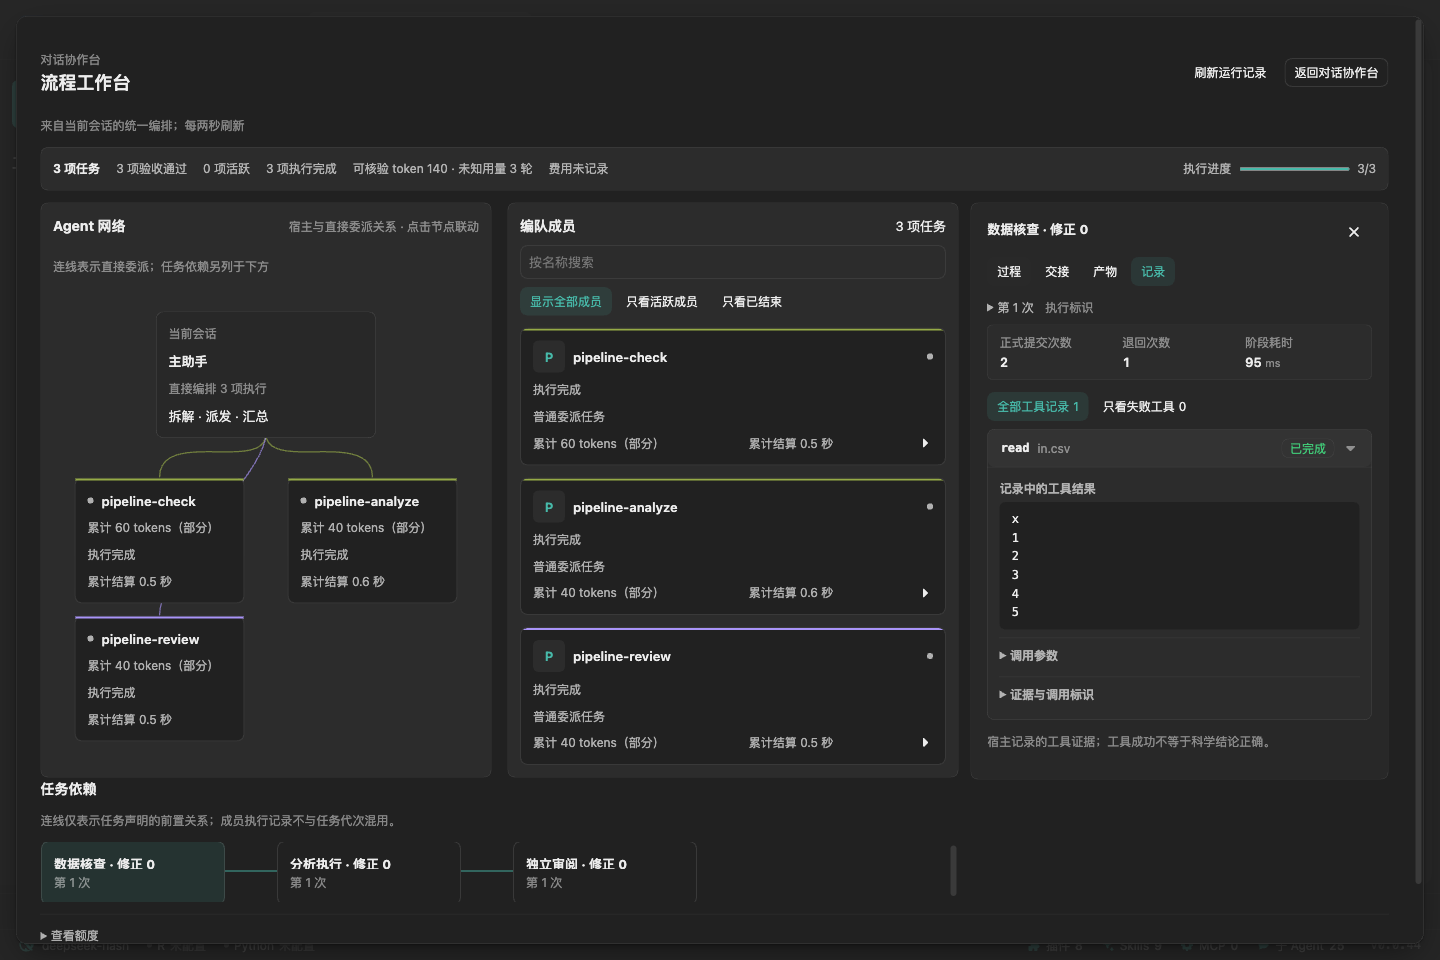 对话协作台
流程工作台
刷新运行记录
返回对话协作台
来自当前会话的统一编排；每两秒刷新
3 项任务 3 项验收通过 0 项活跃 3 项执行完成 可核验 token 140 · 未知用量 3 轮 费用未记录
执行进度 3/3
Agent 网络
宿主与直接委派关系 · 点击节点联动
连线表示直接委派；任务依赖另列于下方
当前会话
主助手
直接编排 3 项执行
拆解 · 派发 · 汇总
pipeline-check
累计 60 tokens（部分）
执行完成
累计结算 0.5 秒
pipeline-analyze
累计 40 tokens（部分）
执行完成
累计结算 0.6 秒
pipeline-review
累计 40 tokens（部分）
执行完成
累计结算 0.5 秒
编队成员
3 项任务
按名称搜索
显示全部成员 只看活跃成员 只看已结束
P pipeline-check
执行完成
普通委派任务
累计 60 tokens（部分） 累计结算 0.5 秒
P pipeline-analyze
执行完成
普通委派任务
累计 40 tokens（部分） 累计结算 0.6 秒
P pipeline-review
执行完成
普通委派任务
累计 40 tokens（部分） 累计结算 0.5 秒
数据核查 · 修正 0
过程 交接 产物 记录
第 1 次 执行标识
正式提交次数 退回次数 阶段耗时
2 1 95 ms
全部工具记录 1 只看失败工具 0
read in.csv 已完成
记录中的工具结果
x
1
2
3
4
5
调用参数
证据与调用标识
宿主记录的工具证据；工具成功不等于科学结论正确。
任务依赖
连线仅表示任务声明的前置关系；成员执行记录不与任务代次混用。
数据核查 · 修正 0
第 1 次
分析执行 · 修正 0
第 1 次
独立审阅 · 修正 0
第 1 次
查看额度